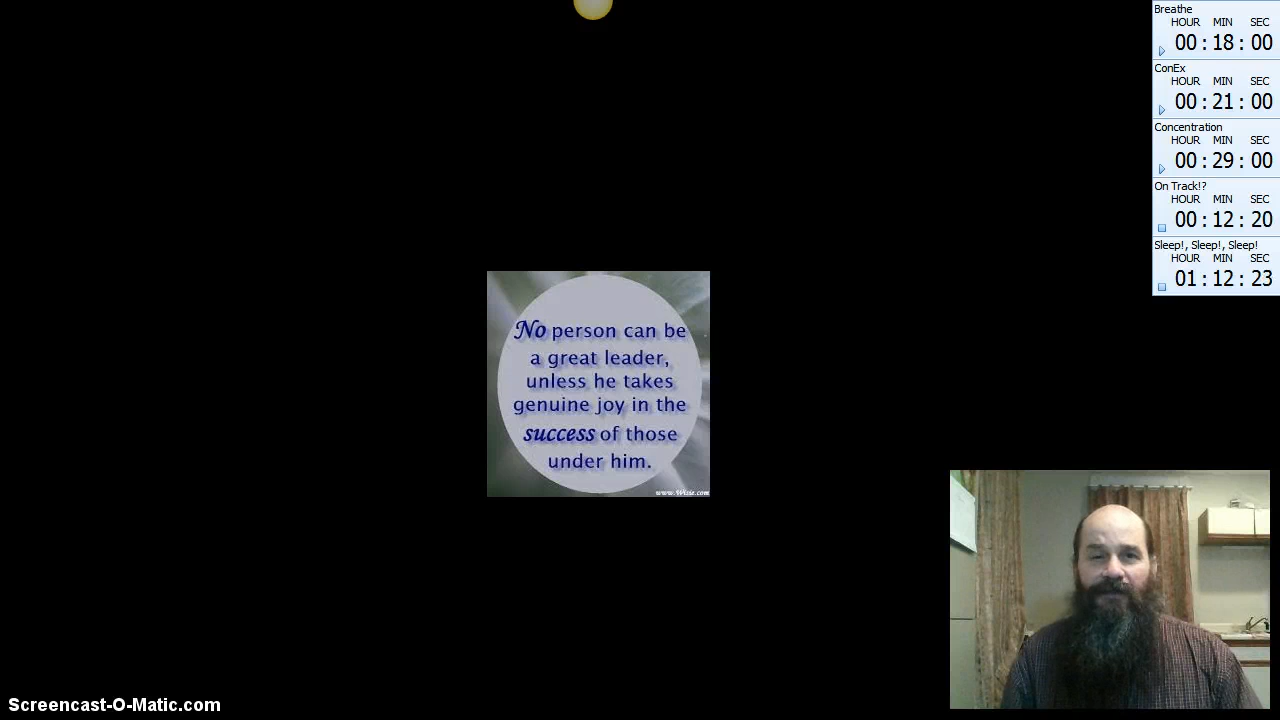 Breathe
HOUR MIN SEC
00 : 18 : 00
ConEx
HOUR MIN SEC
00 : 21 : 00
Concentration
HOUR MIN SEC
00 : 29 : 00
On Track!?
HOUR MIN SEC
00 : 12 : 20
Sleep!, Sleep!, Sleep!
HOUR MIN SEC
01 : 12 : 23
No person can be
a great leader,
unless he takes
genuine joy in the
success of those
under him.
Screencast-O-Matic.com